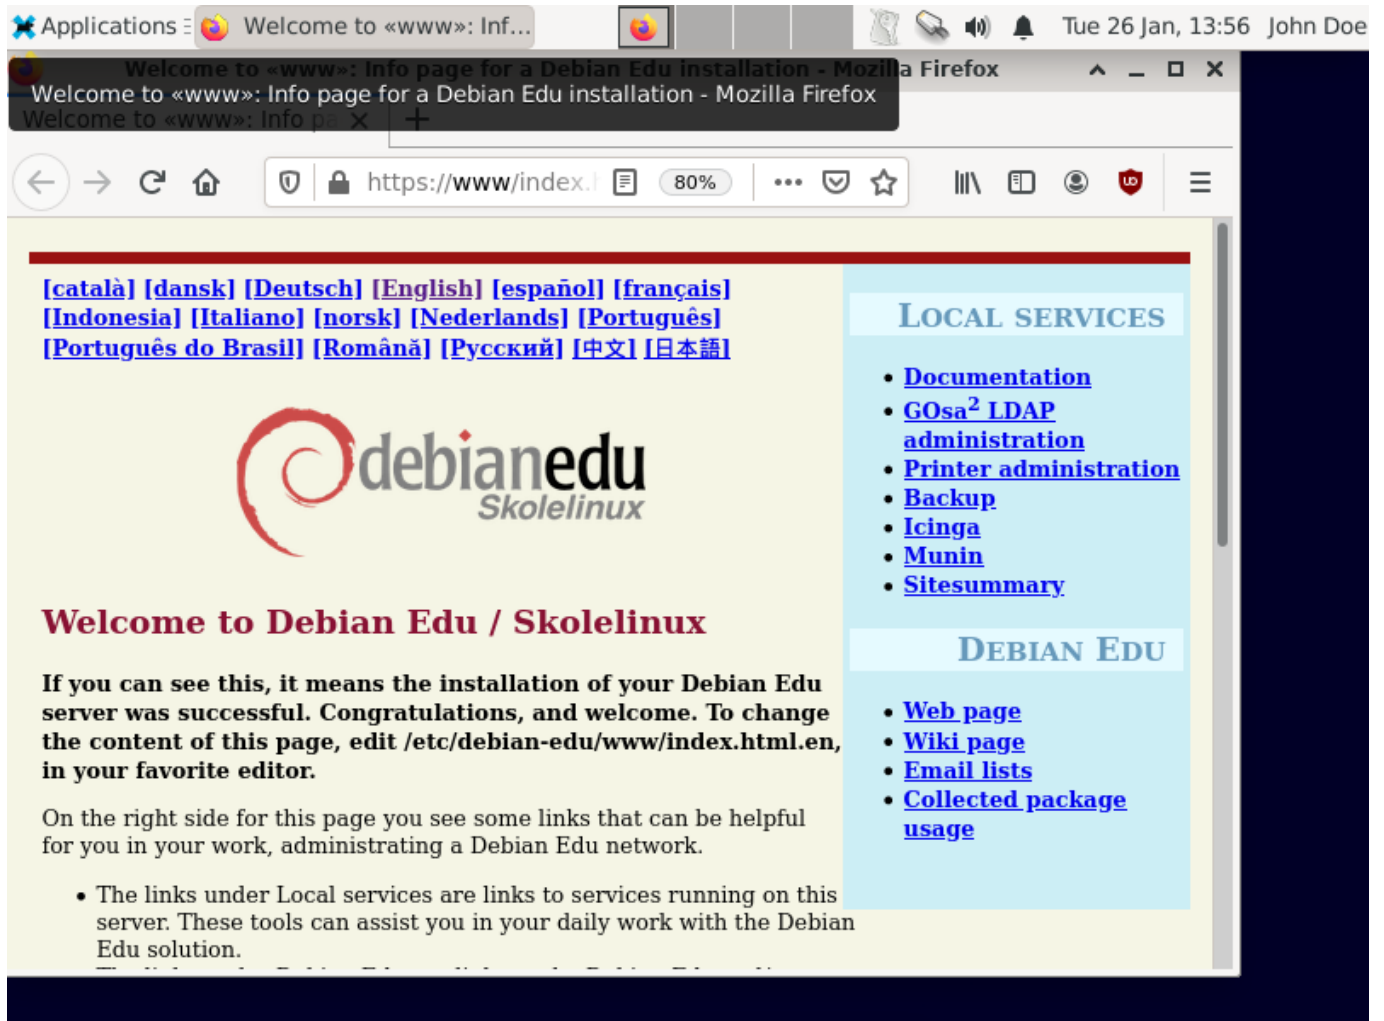 Applications
Welcome to «www»: Inf...
Tue 26 Jan, 13:56
John Doe
Welcome to «www»: Info page for a Debian Edu installation - Mozilla Firefox
Welcome to «www»: Info page for a Debian Edu installation - Mozilla Firefox
Welcome to «www»: Info pa
https://www/index.
80%
[català] [dansk] [Deutsch] [English] [español] [français]
[Indonesia] [Italiano] [norsk] [Nederlands] [Português]
[Português do Brasil] [Română] [Русский] [中文] [日本語]
debianedu
Skolelinux
Welcome to Debian Edu / Skolelinux
If you can see this, it means the installation of your Debian Edu
server was successful. Congratulations, and welcome. To change
the content of this page, edit /etc/debian-edu/www/index.html.en,
in your favorite editor.
On the right side for this page you see some links that can be helpful
for you in your work, administrating a Debian Edu network.
• The links under Local services are links to services running on this
server. These tools can assist you in your daily work with the Debian
Edu solution.
LOCAL SERVICES
• Documentation
• GOsa² LDAP
administration
• Printer administration
• Backup
• Icinga
• Munin
• Sitesummary
DEBIAN EDU
• Web page
• Wiki page
• Email lists
• Collected package
usage